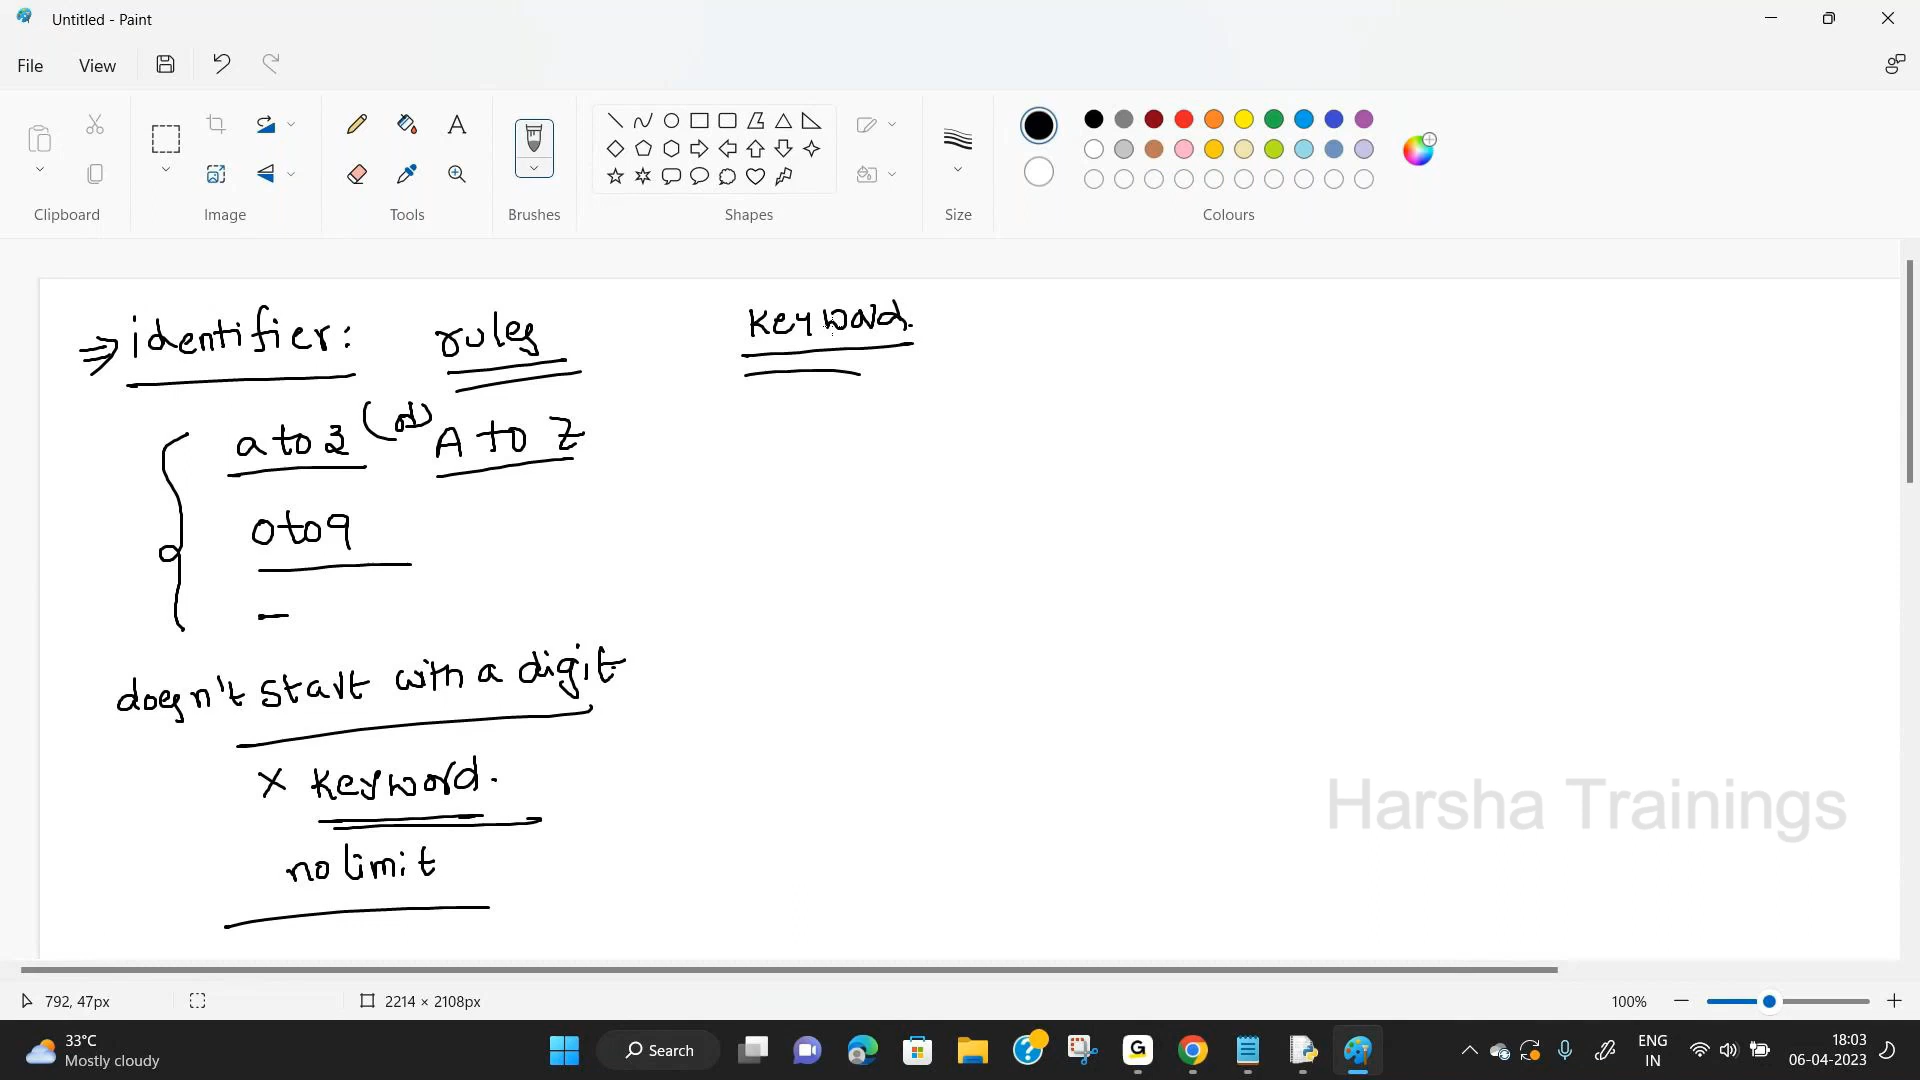 Untitled - Paint
File View
Clipboard Image Tools Brushes Shapes Size Colours
⇒ identifier: rules keyword.
a to z (or) A to Z
0 to 9
_
doesn't start with a digit
x keyword.
no limit
Harsha Trainings
792, 47px 2214 × 2108px 100%
33°C
Mostly cloudy
Search
ENG
IN
18:03
06-04-2023